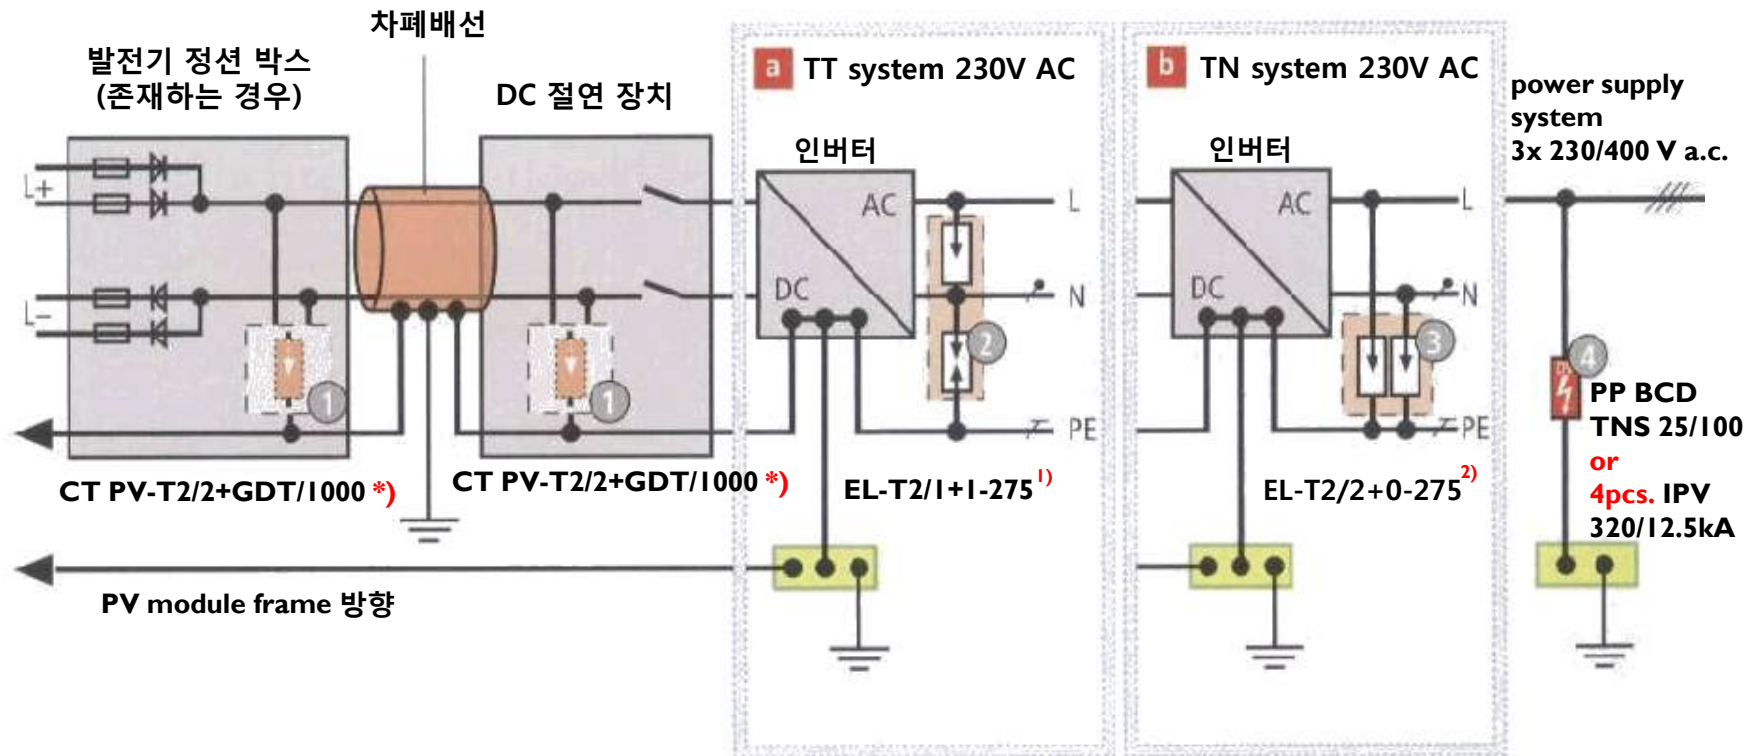 차폐배선
발전기 정션 박스
(존재하는 경우)
DC 절연 장치
a TT system 230V AC
b TN system 230V AC
power supply
system
3x 230/400 V a.c.
인버터
인버터
L+
L-
AC
DC
L
N
PE
AC
DC
L
N
PE
1
1
2
3
4
PP BCD
TNS 25/100
or
4pcs. IPV
320/12.5kA
CT PV-T2/2+GDT/1000 *)
CT PV-T2/2+GDT/1000 *)
EL-T2/1+1-275 1)
EL-T2/2+0-275 2)
PV module frame 방향